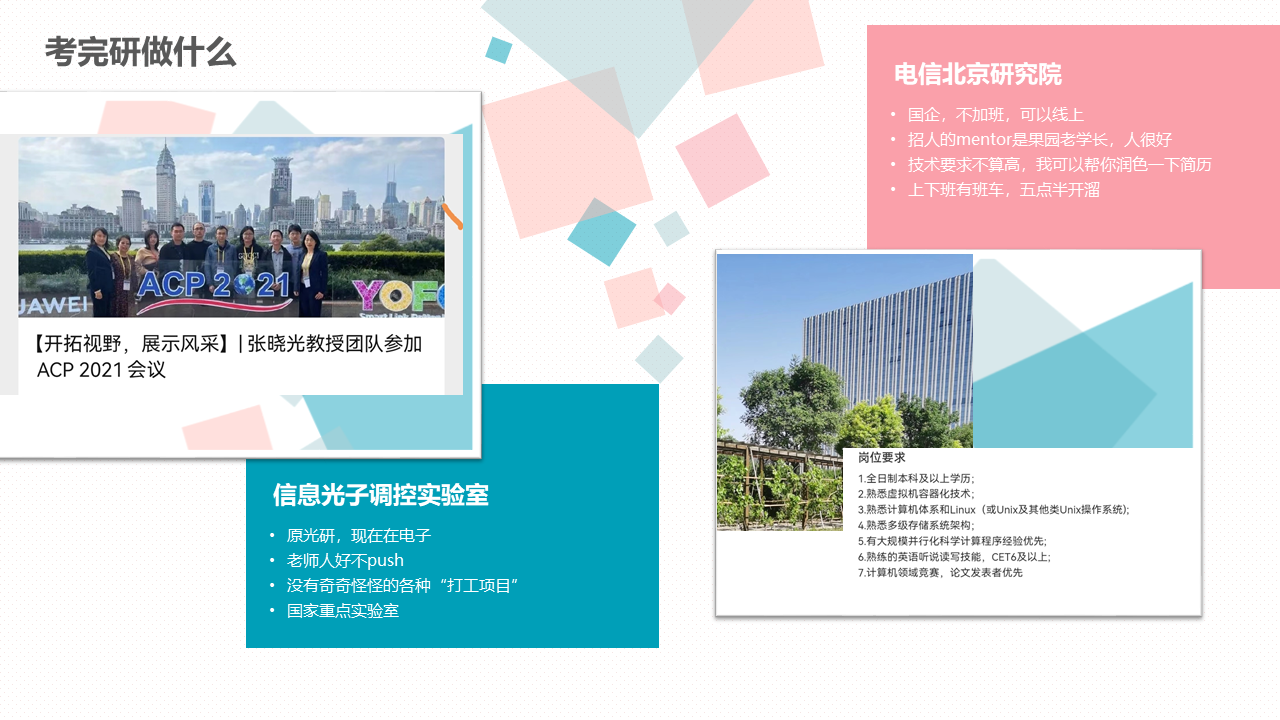 考完研做什么
ACP 2021
HUAWEI
YOFC
【开拓视野，展示风采】| 张晓光教授团队参加
ACP 2021 会议
信息光子调控实验室
• 原光研，现在在电子
• 老师人好不push
• 没有奇奇怪怪的各种“打工项目”
• 国家重点实验室
电信北京研究院
• 国企，不加班，可以线上
• 招人的mentor是果园老学长，人很好
• 技术要求不算高，我可以帮你润色一下简历
• 上下班有班车，五点半开溜
岗位要求
1.全日制本科及以上学历;
2.熟悉虚拟机容器化技术;
3.熟悉计算机体系和Linux（或Unix及其他类Unix操作系统);
4.熟悉多级存储系统架构;
5.有大规模并行化科学计算程序经验优先;
6.熟练的英语听说读写技能，CET6及以上;
7.计算机领域竞赛，论文发表者优先